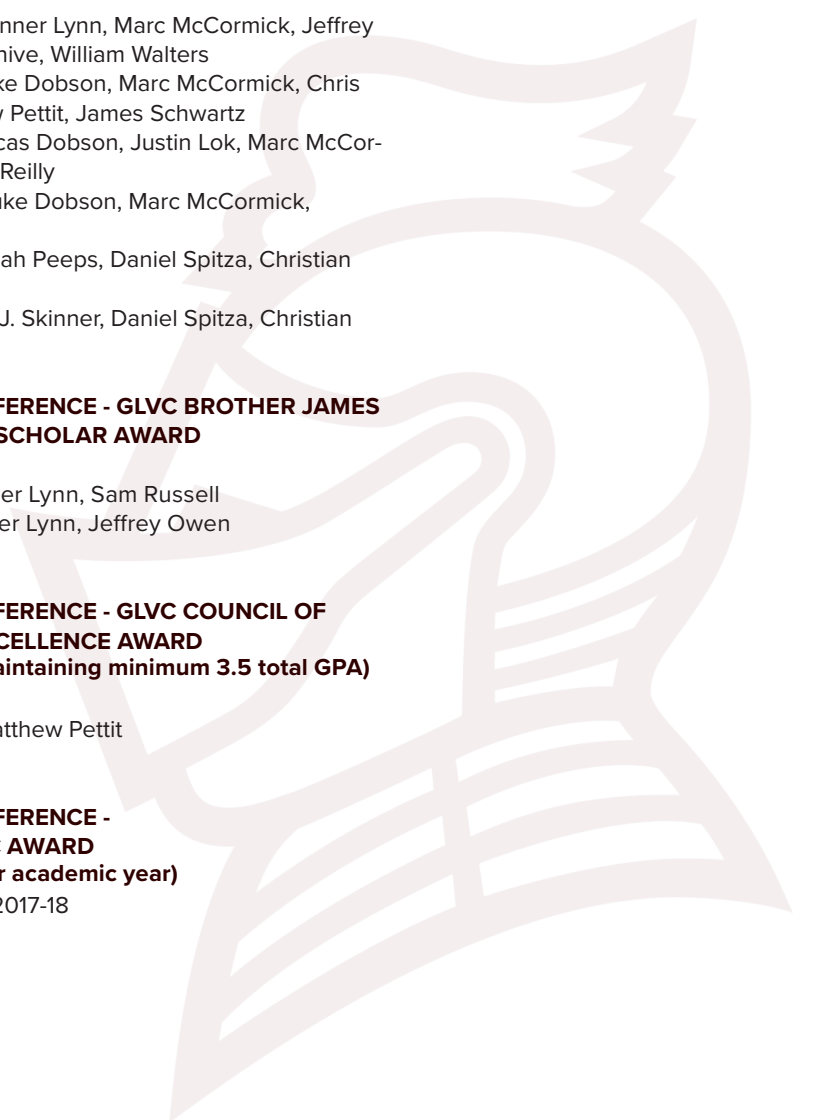 nner Lynn, Marc McCormick, Jeffrey
hive, William Walters
ke Dobson, Marc McCormick, Chris
Pettit, James Schwartz
cas Dobson, Justin Lok, Marc McCor-
Reilly
uke Dobson, Marc McCormick,
ah Peeps, Daniel Spitza, Christian
J. Skinner, Daniel Spitza, Christian
FERENCE - GLVC BROTHER JAMES
SCHOLAR AWARD
er Lynn, Sam Russell
er Lynn, Jeffrey Owen
FERENCE - GLVC COUNCIL OF
CELLENCE AWARD
aintaining minimum 3.5 total GPA)
atthew Pettit
FERENCE -
AWARD
r academic year)
2017-18